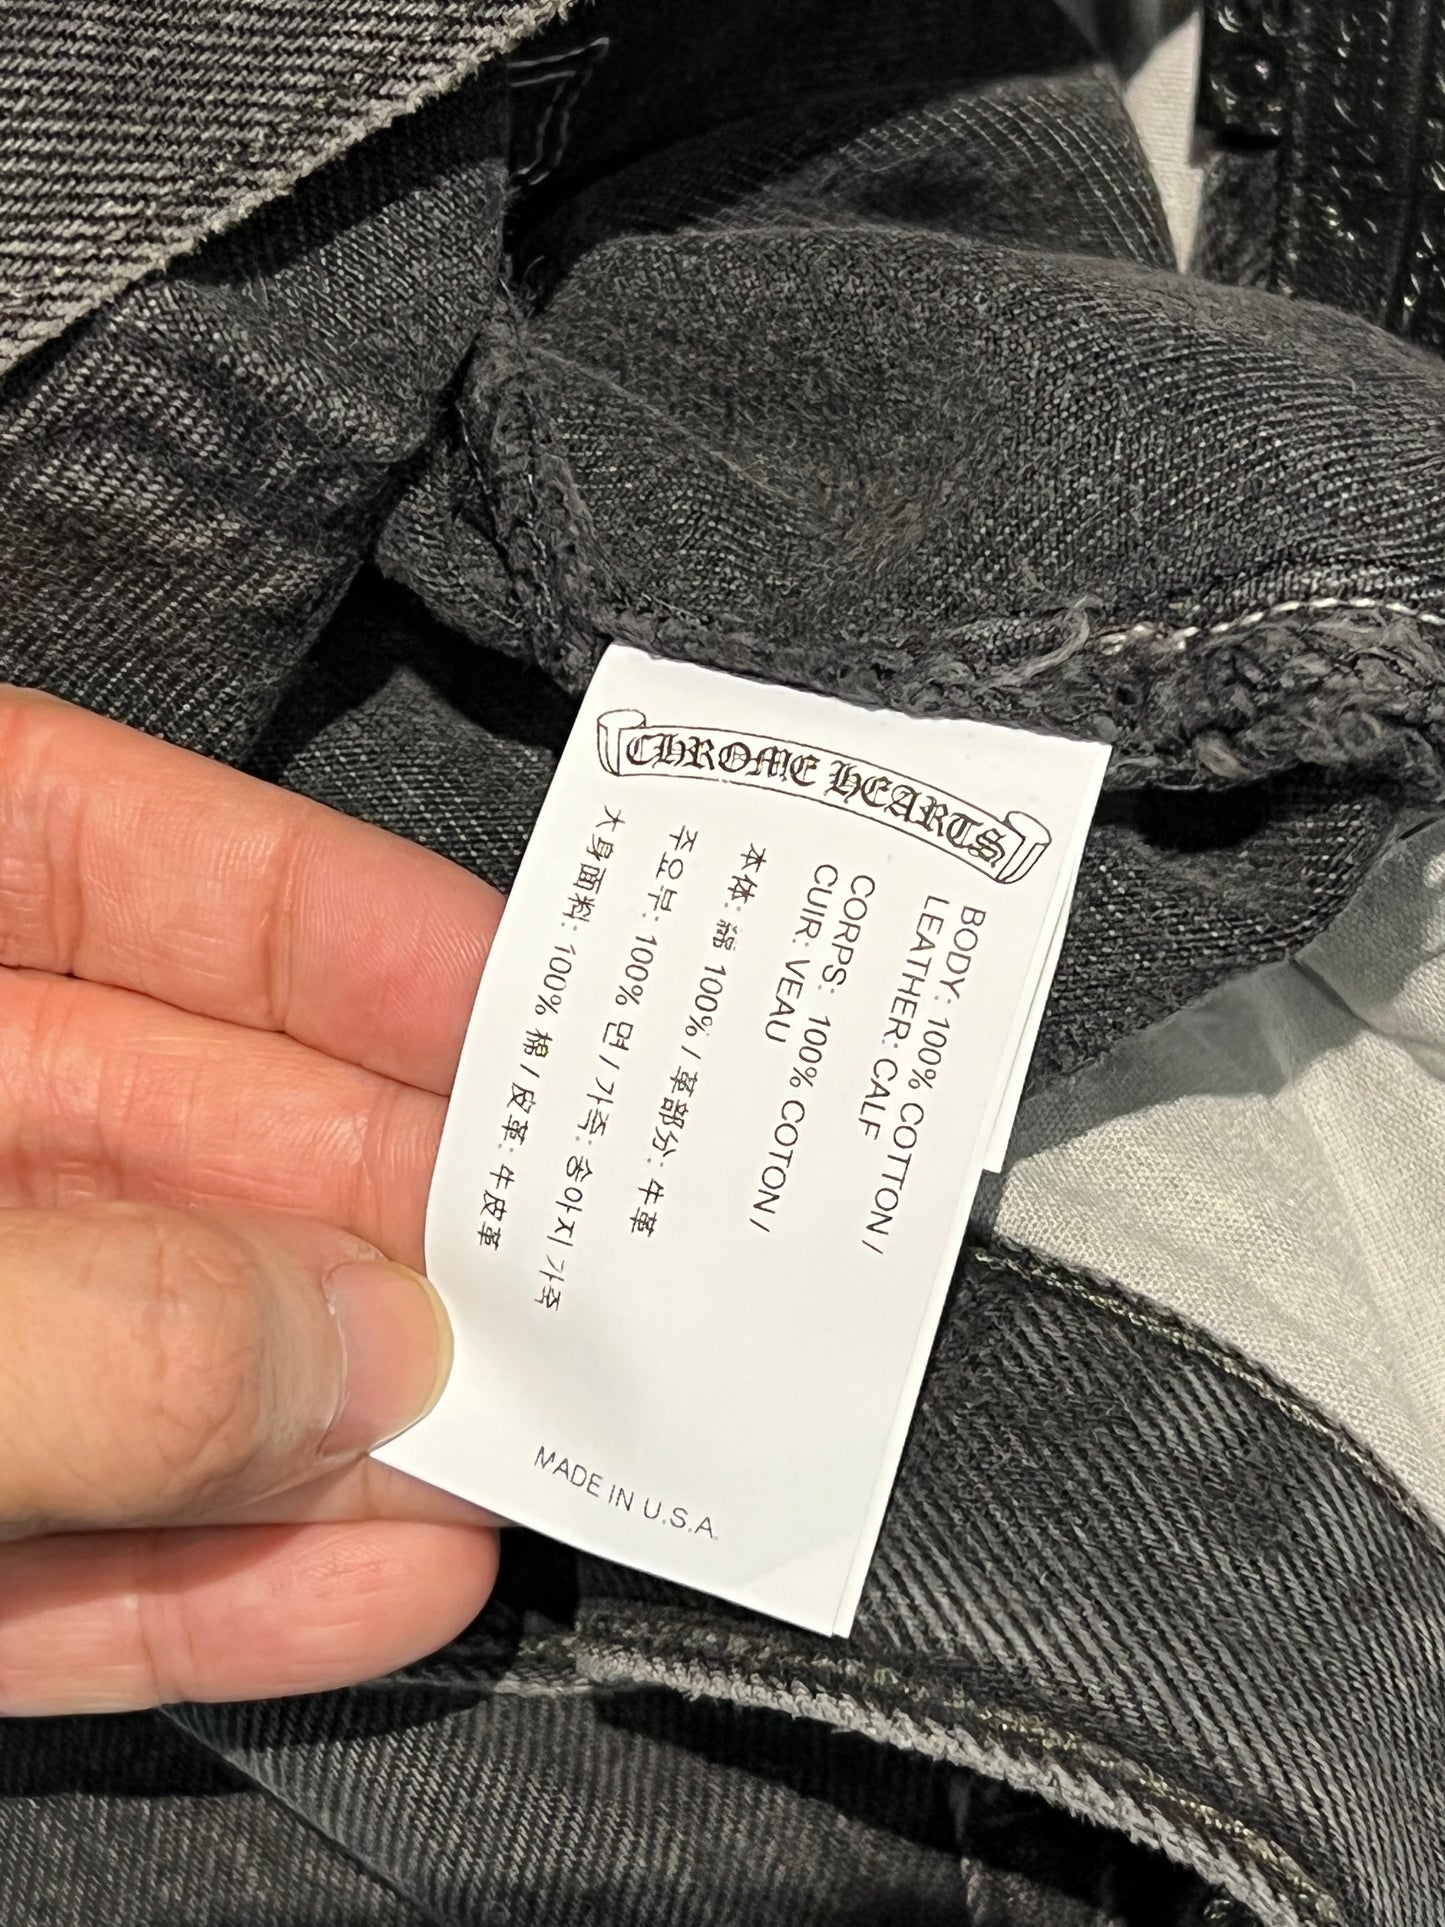 CHROME HEARTS
BODY: 100% COTTON /
LEATHER: CALF
CORPS: 100% COTON /
CUIR: VEAU
本体: 綿 100% / 革部分: 牛革
주요부: 100% 면 / 가죽: 송아지 가죽
大身面料: 100% 棉 / 皮革: 牛皮革
MADE IN U.S.A.